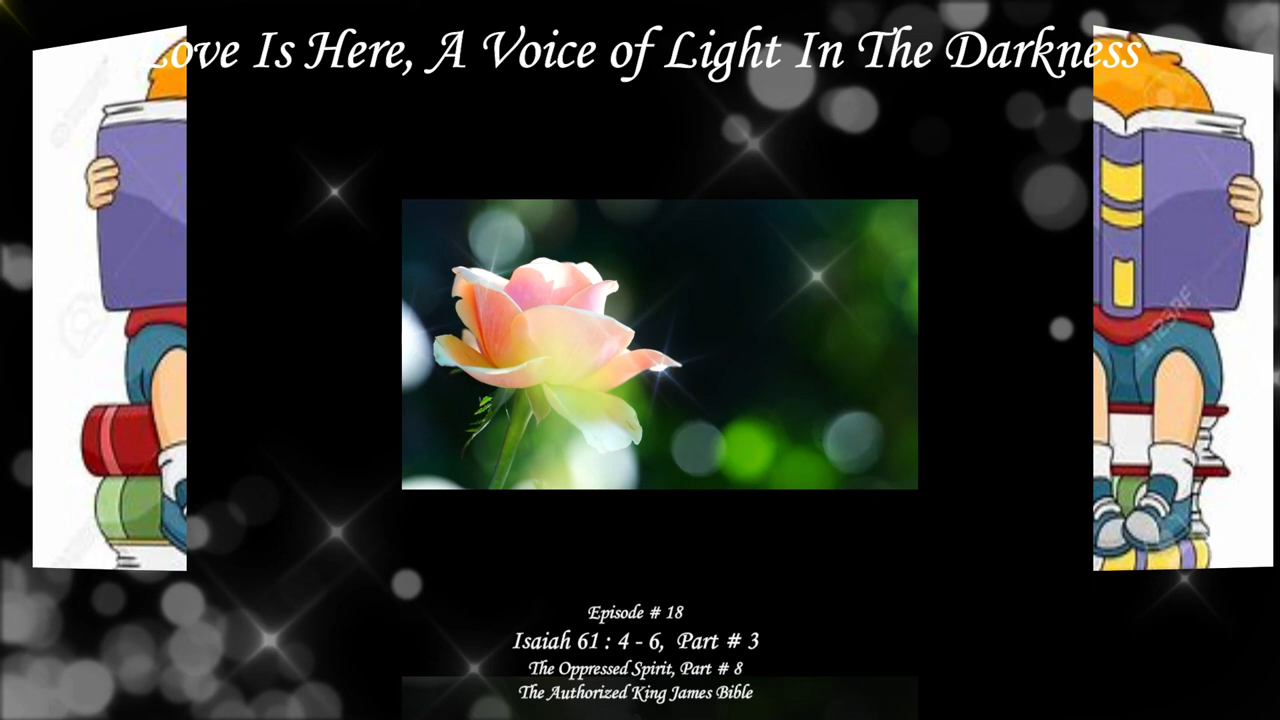 Love Is Here, A Voice of Light In The Darkness
Episode # 18
Isaiah 61 : 4 - 6, Part # 3
The Oppressed Spirit, Part # 8
The Authorized King James Bible